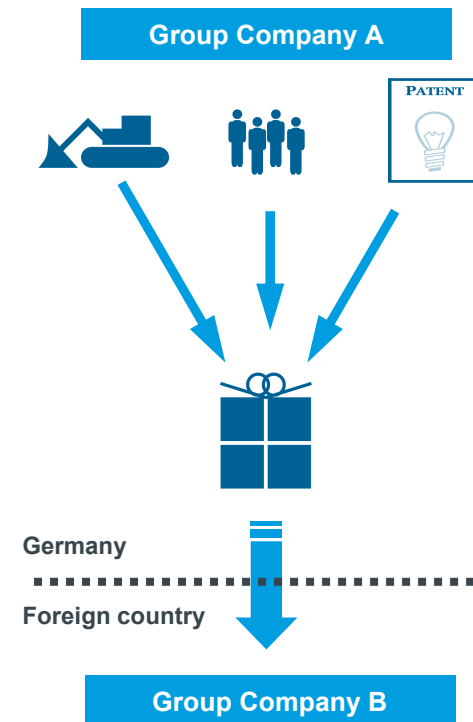 Group Company A
PATENT
Germany
Foreign country
Group Company B